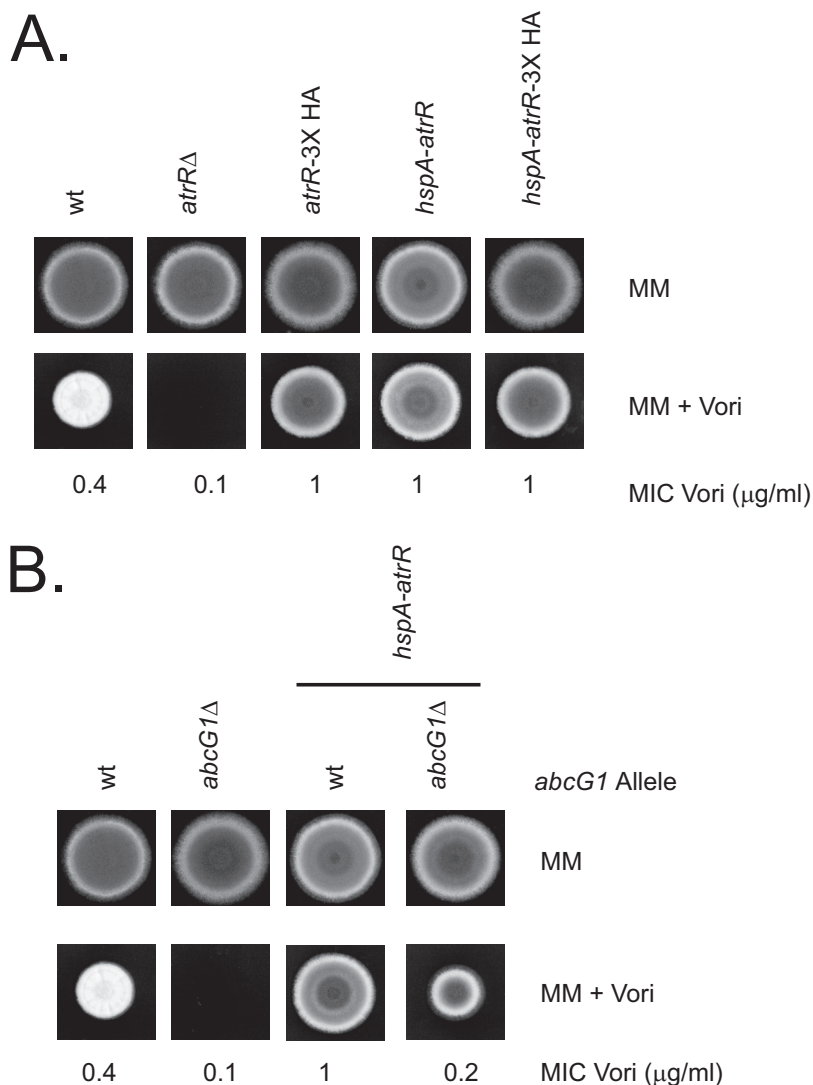 A.
wt
atrRΔ
atrR-3X HA
hspA-atrR
hspA-atrR-3X HA
MM
MM + Vori
0.4 0.1 1 1 1 MIC Vori (μg/ml)
B.
hspA-atrR
wt
abcG1Δ
wt
abcG1Δ
abcG1 Allele
MM
MM + Vori
0.4 0.1 1 0.2 MIC Vori (μg/ml)